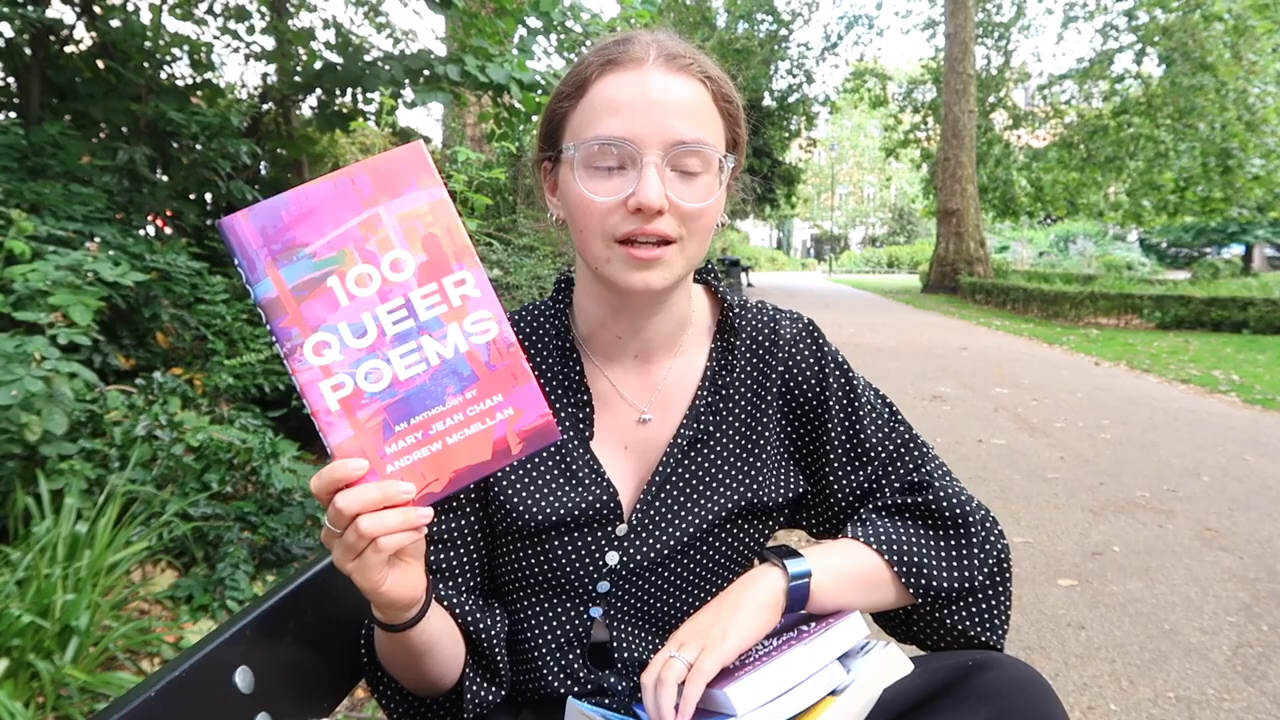 100
QUEER
POEMS
AN ANTHOLOGY BY
MARY JEAN CHAN
ANDREW McMILLAN